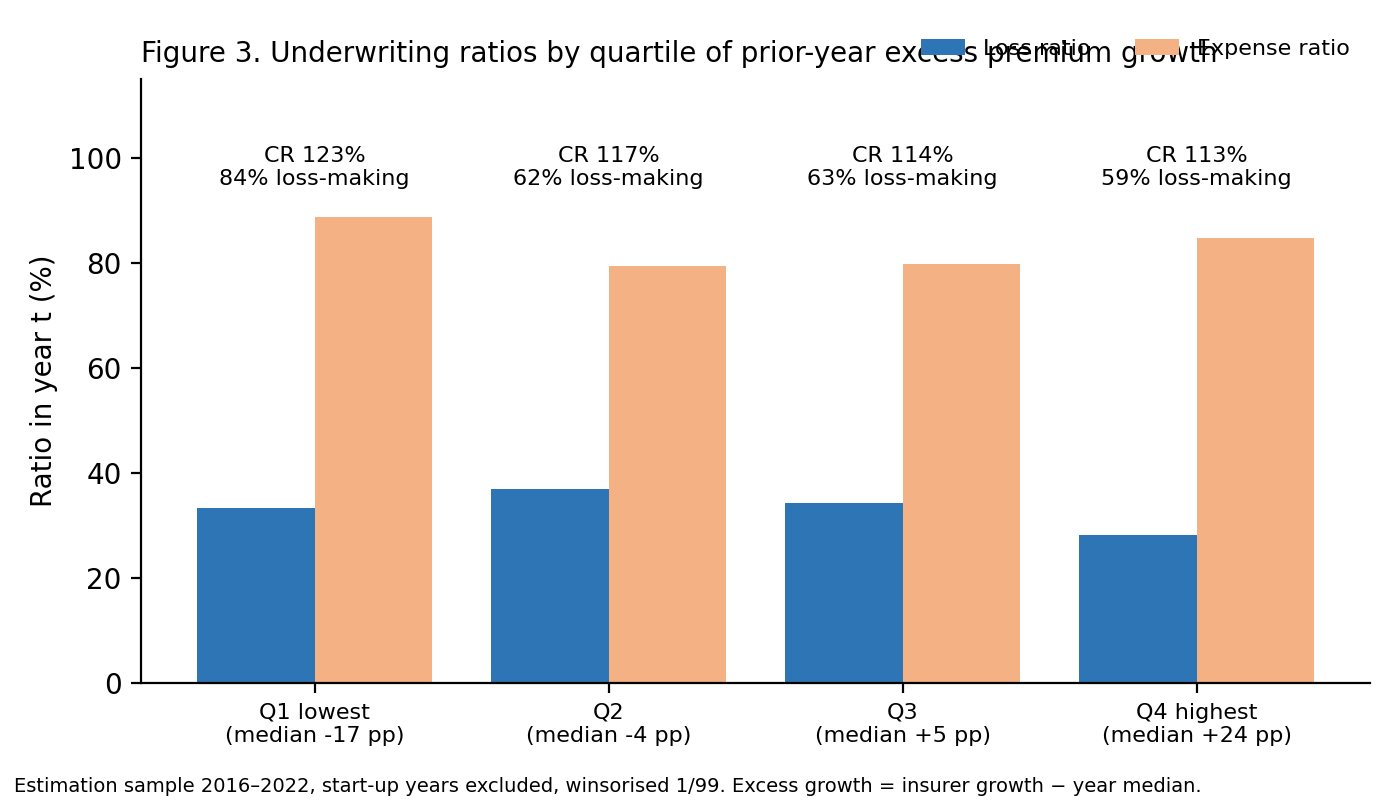 Figure 3. Underwriting ratios by quartile of prior-year excess premium growth
Loss ratio
Expense ratio
Ratio in year t (%)
100
80
60
40
20
0
CR 123%
84% loss-making
CR 117%
62% loss-making
CR 114%
63% loss-making
CR 113%
59% loss-making
Q1 lowest
(median -17 pp)
Q2
(median -4 pp)
Q3
(median +5 pp)
Q4 highest
(median +24 pp)
Estimation sample 2016–2022, start-up years excluded, winsorised 1/99. Excess growth = insurer growth − year median.